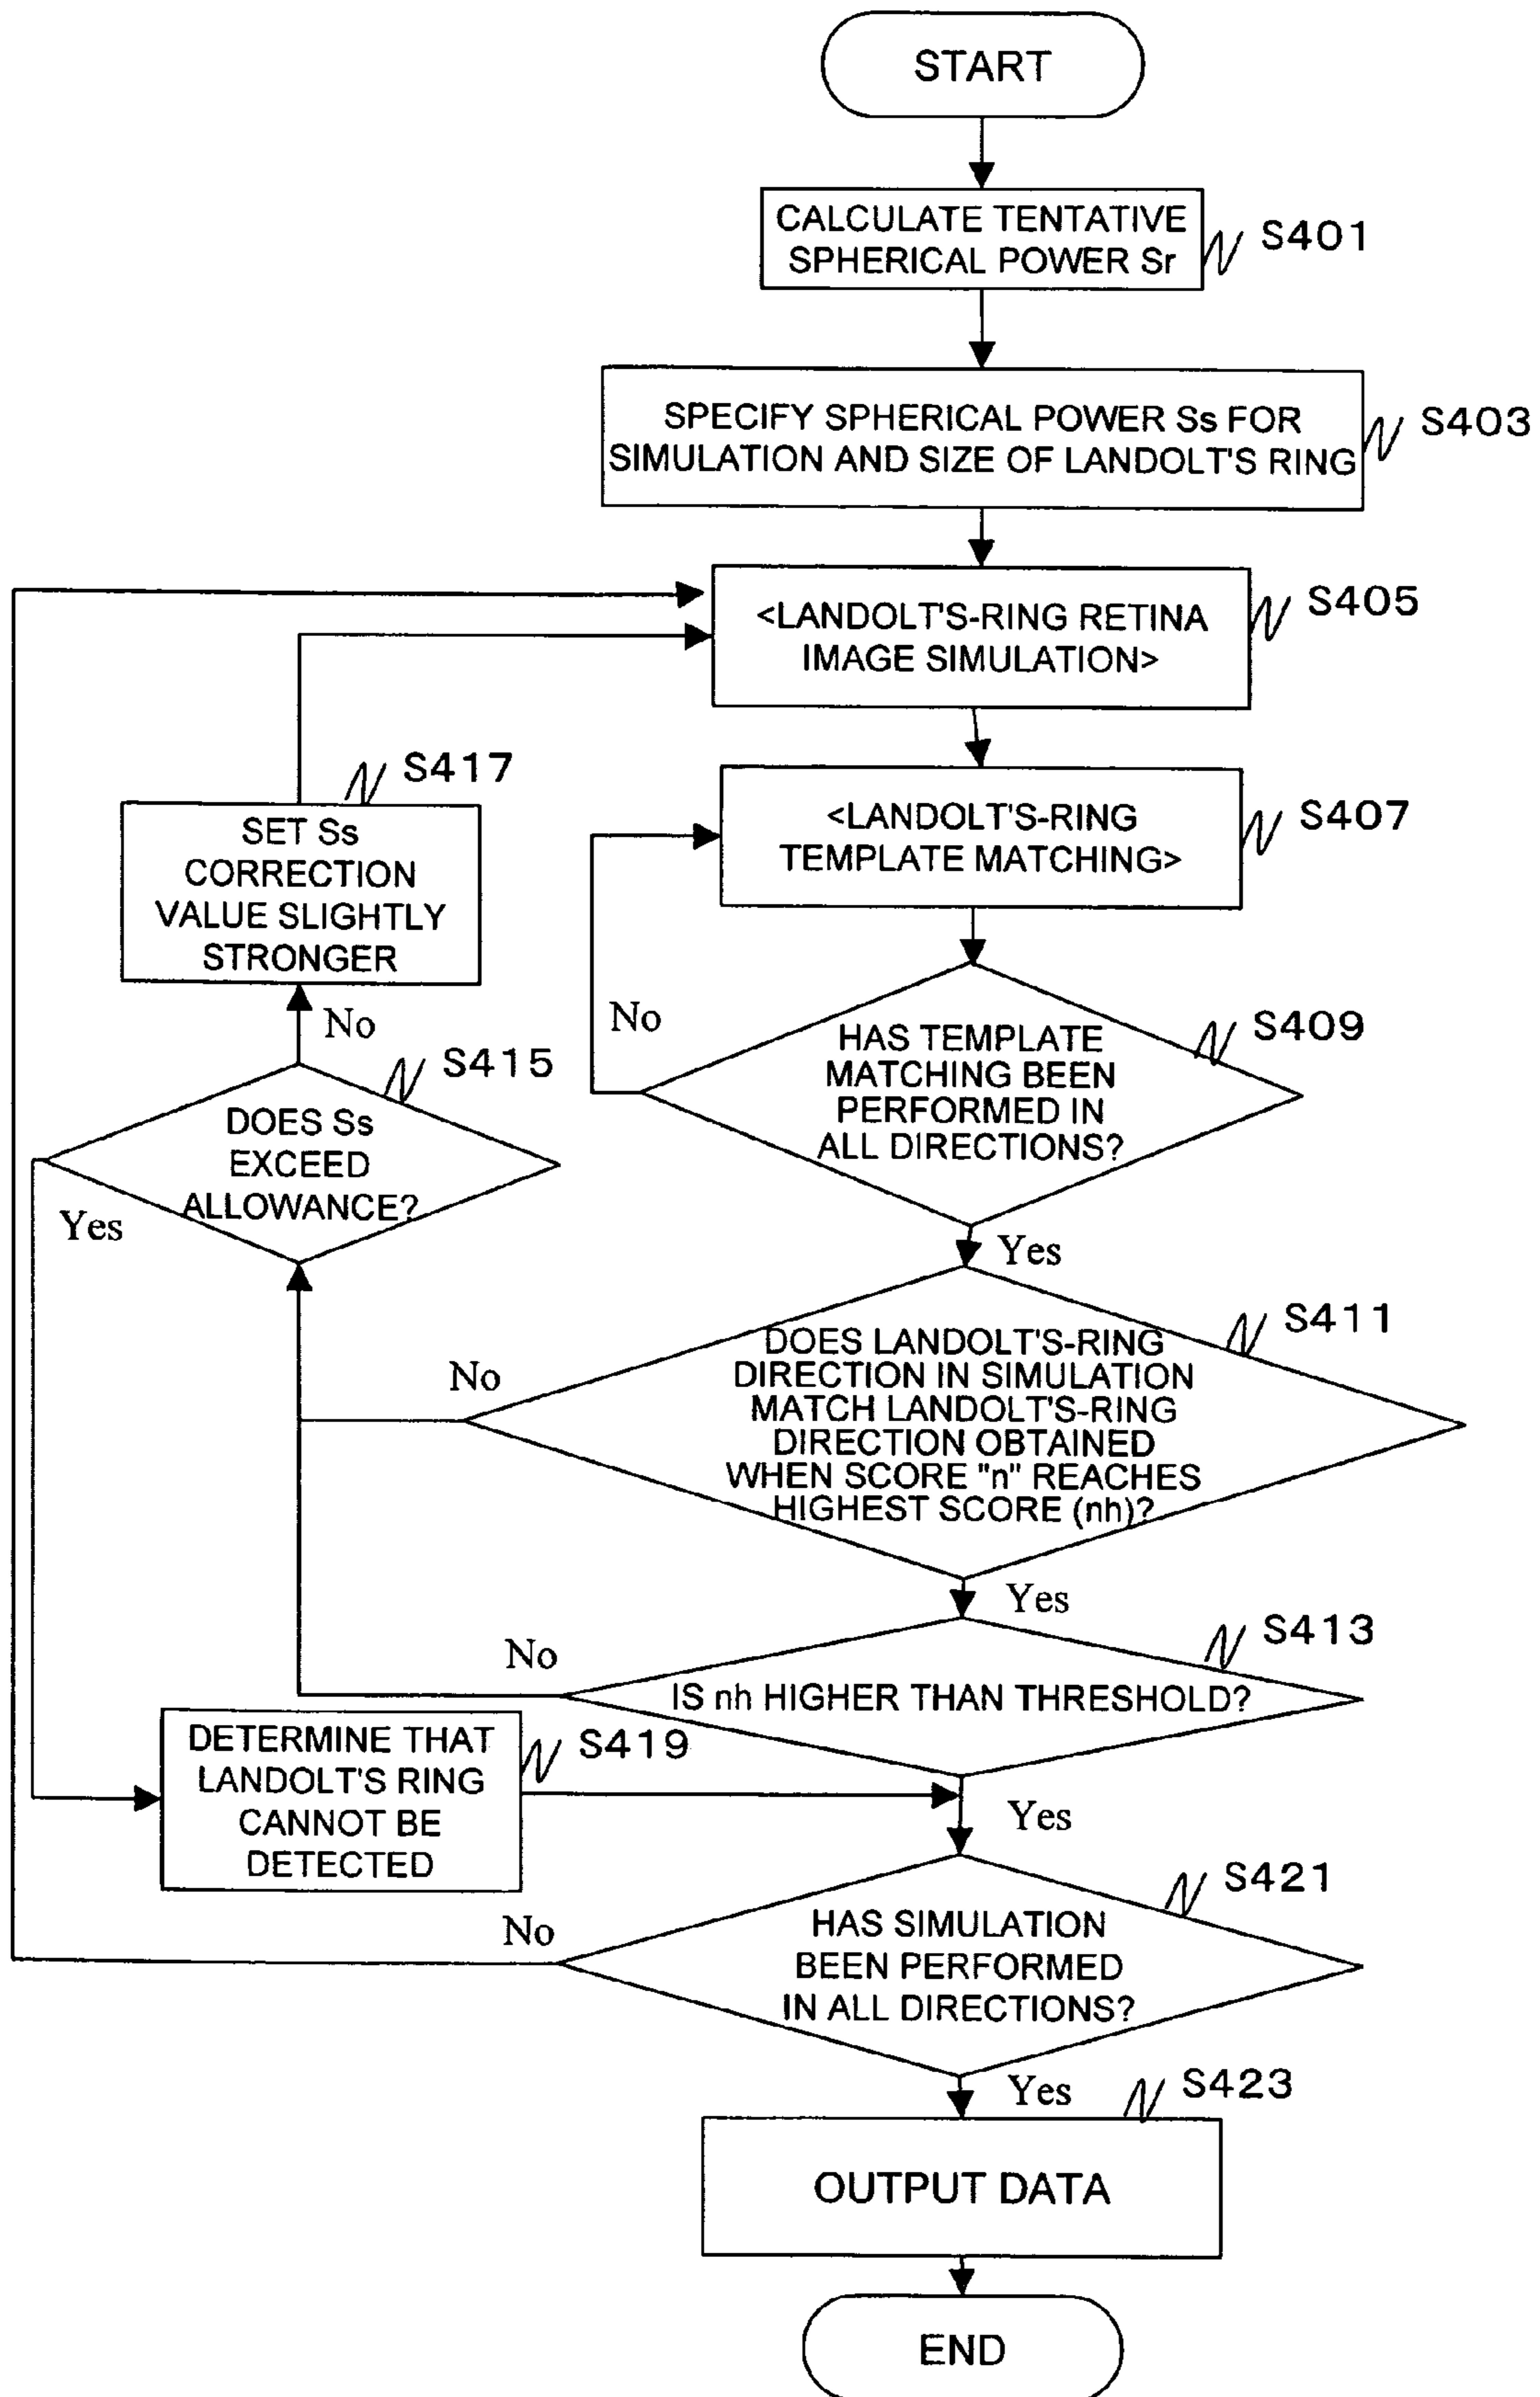 START
CALCULATE TENTATIVE
SPHERICAL POWER Sr
S401
SPECIFY SPHERICAL POWER Ss FOR
SIMULATION AND SIZE OF LANDOLT'S RING
S403
<LANDOLT'S-RING RETINA
IMAGE SIMULATION>
S405
<LANDOLT'S-RING
TEMPLATE MATCHING>
S407
S417
SET Ss
CORRECTION
VALUE SLIGHTLY
STRONGER
No
HAS TEMPLATE
MATCHING BEEN
PERFORMED IN
ALL DIRECTIONS?
S409
No
S415
DOES Ss
EXCEED
ALLOWANCE?
Yes
Yes
DOES LANDOLT'S-RING
DIRECTION IN SIMULATION
MATCH LANDOLT'S-RING
DIRECTION OBTAINED
WHEN SCORE "n" REACHES
HIGHEST SCORE (nh)?
S411
No
Yes
IS nh HIGHER THAN THRESHOLD?
S413
No
DETERMINE THAT
LANDOLT'S RING
CANNOT BE
DETECTED
S419
Yes
HAS SIMULATION
BEEN PERFORMED
IN ALL DIRECTIONS?
S421
No
Yes
S423
OUTPUT DATA
END